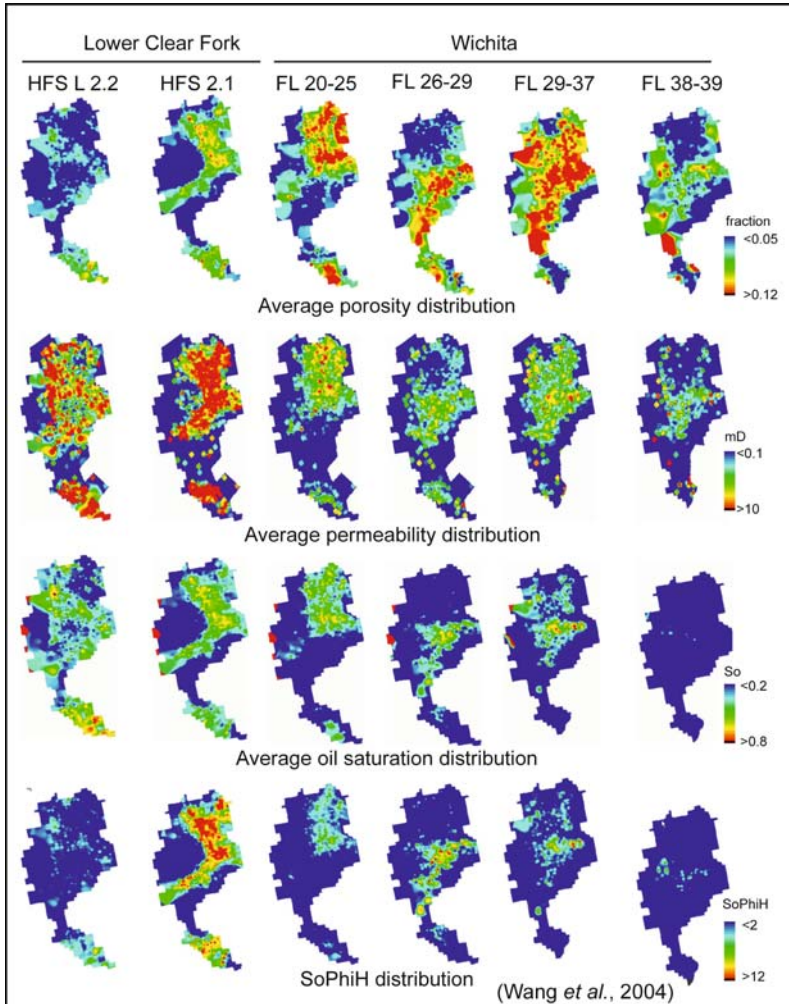 Lower Clear Fork Wichita
HFS L 2.2 HFS 2.1 FL 20-25 FL 26-29 FL 29-37 FL 38-39
fraction
<0.05
>0.12
Average porosity distribution
mD
<0.1
>10
Average permeability distribution
So
<0.2
>0.8
Average oil saturation distribution
SoPhiH
<2
>12
SoPhiH distribution
(Wang et al., 2004)